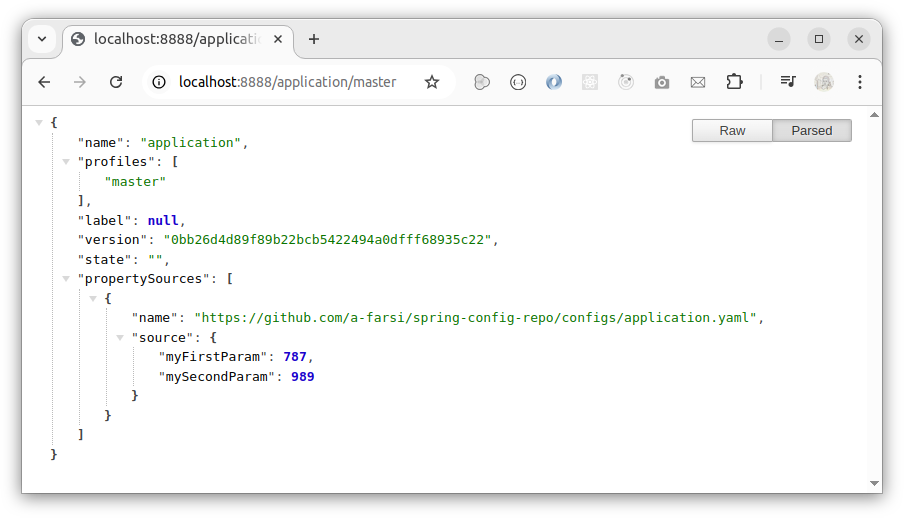 localhost:8888/applicati
localhost:8888/application/master
Raw
Parsed
{
"name": "application",
"profiles": [
"master"
],
"label": null,
"version": "0bb26d4d89f89b22bcb5422494a0dfff68935c22",
"state": "",
"propertySources": [
{
"name": "https://github.com/a-farsi/spring-config-repo/configs/application.yaml",
"source": {
"myFirstParam": 787,
"mySecondParam": 989
}
}
]
}